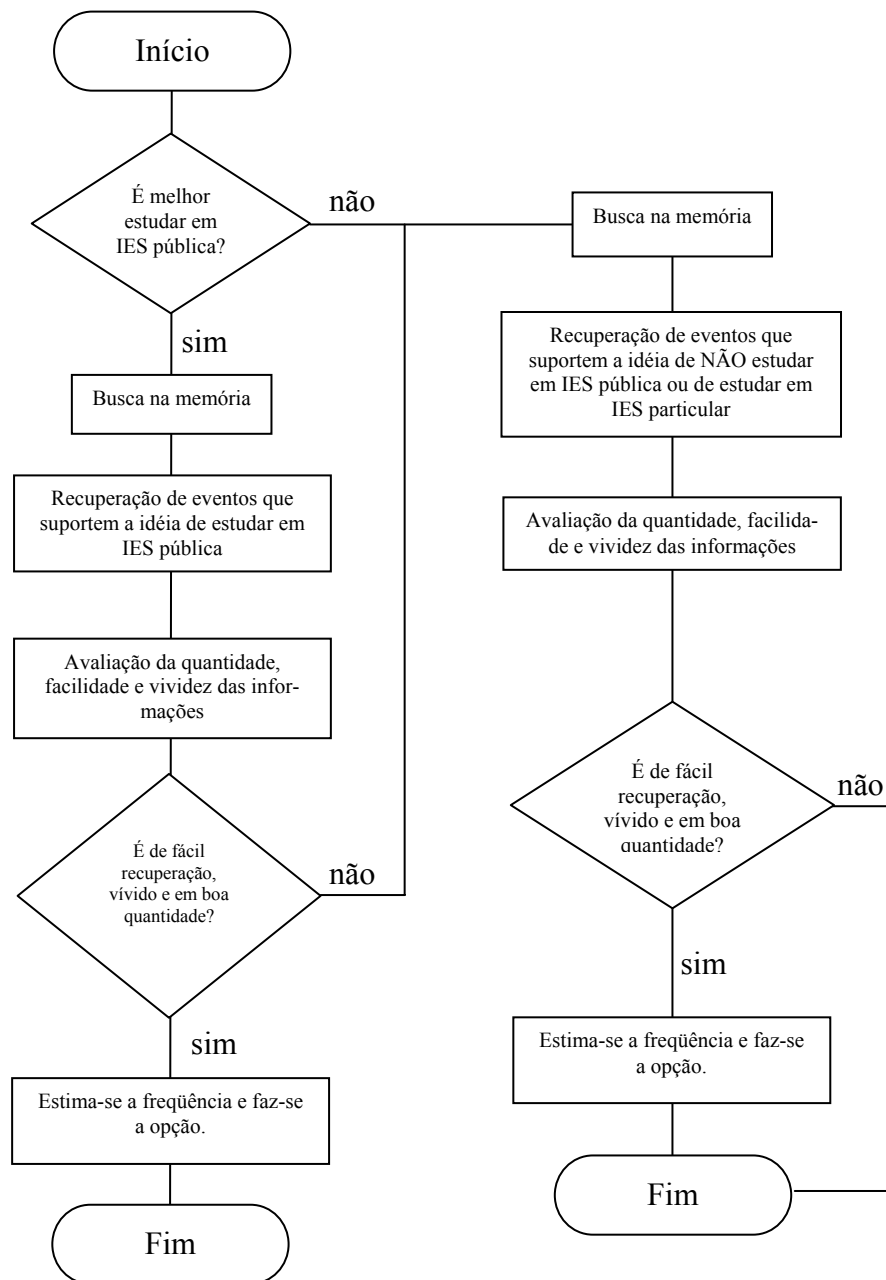 Início
É melhor
estudar em
IES pública?
não
sim
Busca na memória
Recuperação de eventos que
suportem a idéia de estudar em
IES pública
Avaliação da quantidade,
facilidade e vividez das infor-
mações
É de fácil
recuperação,
vívido e em boa
quantidade?
não
sim
Estima-se a freqüência e faz-se
a opção.
Fim
Busca na memória
Recuperação de eventos que
suportem a idéia de NÃO estudar
em IES pública ou de estudar em
IES particular
Avaliação da quantidade, facilida-
de e vividez das informações
É de fácil
recuperação,
vívido e em boa
quantidade?
não
sim
Estima-se a freqüência e faz-se
a opção.
Fim